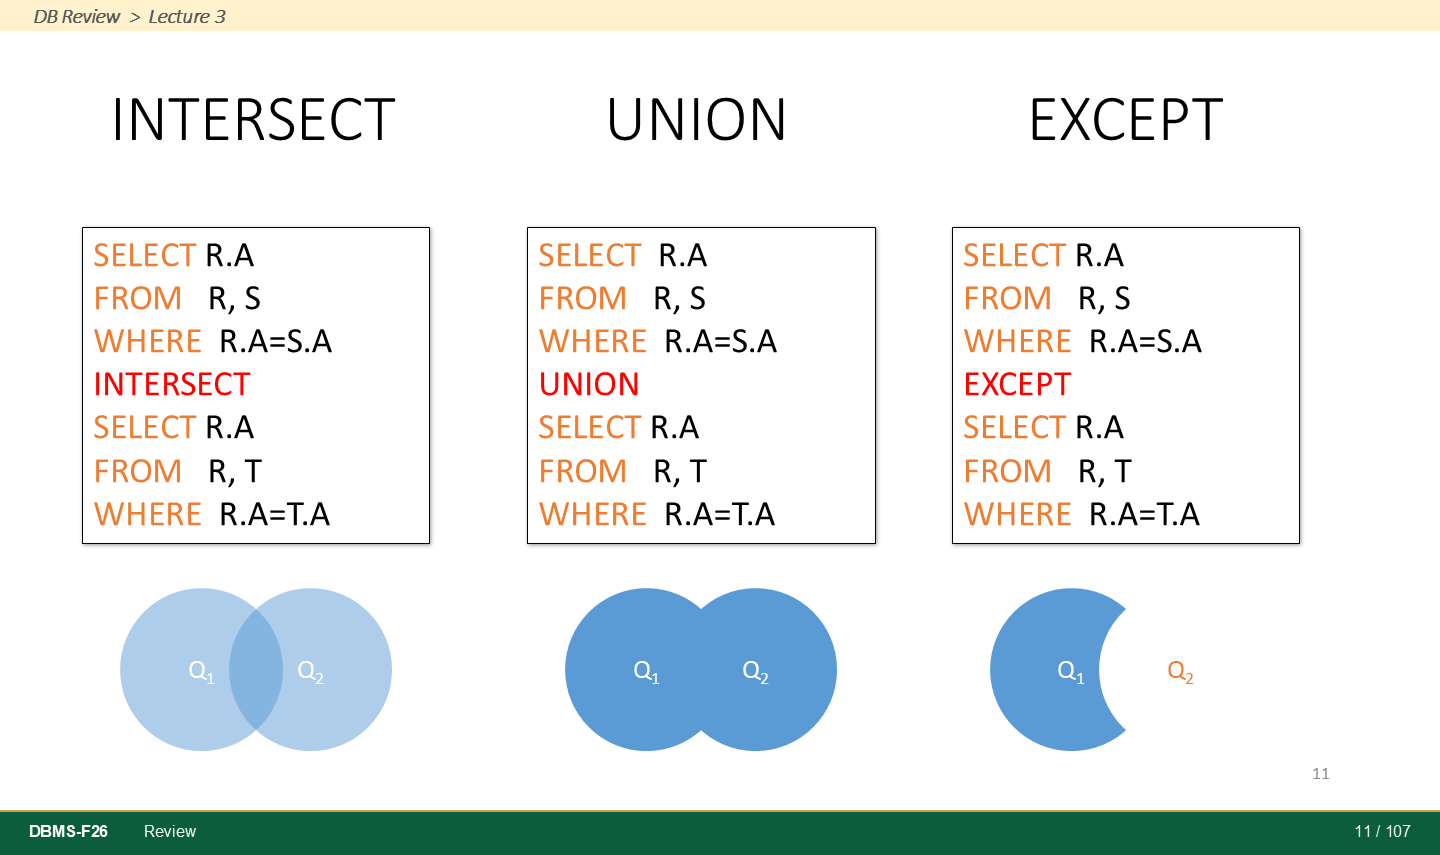 DB Review > Lecture 3
INTERSECT
UNION
EXCEPT
SELECT R.A
FROM R, S
WHERE R.A=S.A
INTERSECT
SELECT R.A
FROM R, T
WHERE R.A=T.A
SELECT R.A
FROM R, S
WHERE R.A=S.A
UNION
SELECT R.A
FROM R, T
WHERE R.A=T.A
SELECT R.A
FROM R, S
WHERE R.A=S.A
EXCEPT
SELECT R.A
FROM R, T
WHERE R.A=T.A
Q₁ Q₂
Q₁ Q₂
Q₁ Q₂
11
DBMS-F26 Review 11 / 107